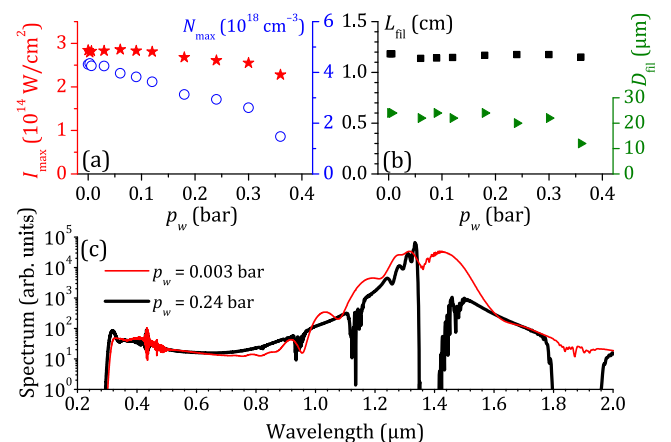 N_max (10^18 cm^−3)
L_fil (cm)
3
2
1
0
6
4
2
0
1.5
1.0
0.5
0.0
30
20
10
0
I_max (10^14 W/cm^2)
D_fil (μm)
(a)
(b)
0.0 0.1 0.2 0.3 0.4
0.0 0.1 0.2 0.3 0.4
p_w (bar)
p_w (bar)
(c)
p_w = 0.003 bar
p_w = 0.24 bar
10^5
10^4
10^3
10^2
10^1
10^0
Spectrum (arb. units)
0.2 0.4 0.6 0.8 1.0 1.2 1.4 1.6 1.8 2.0
Wavelength (μm)